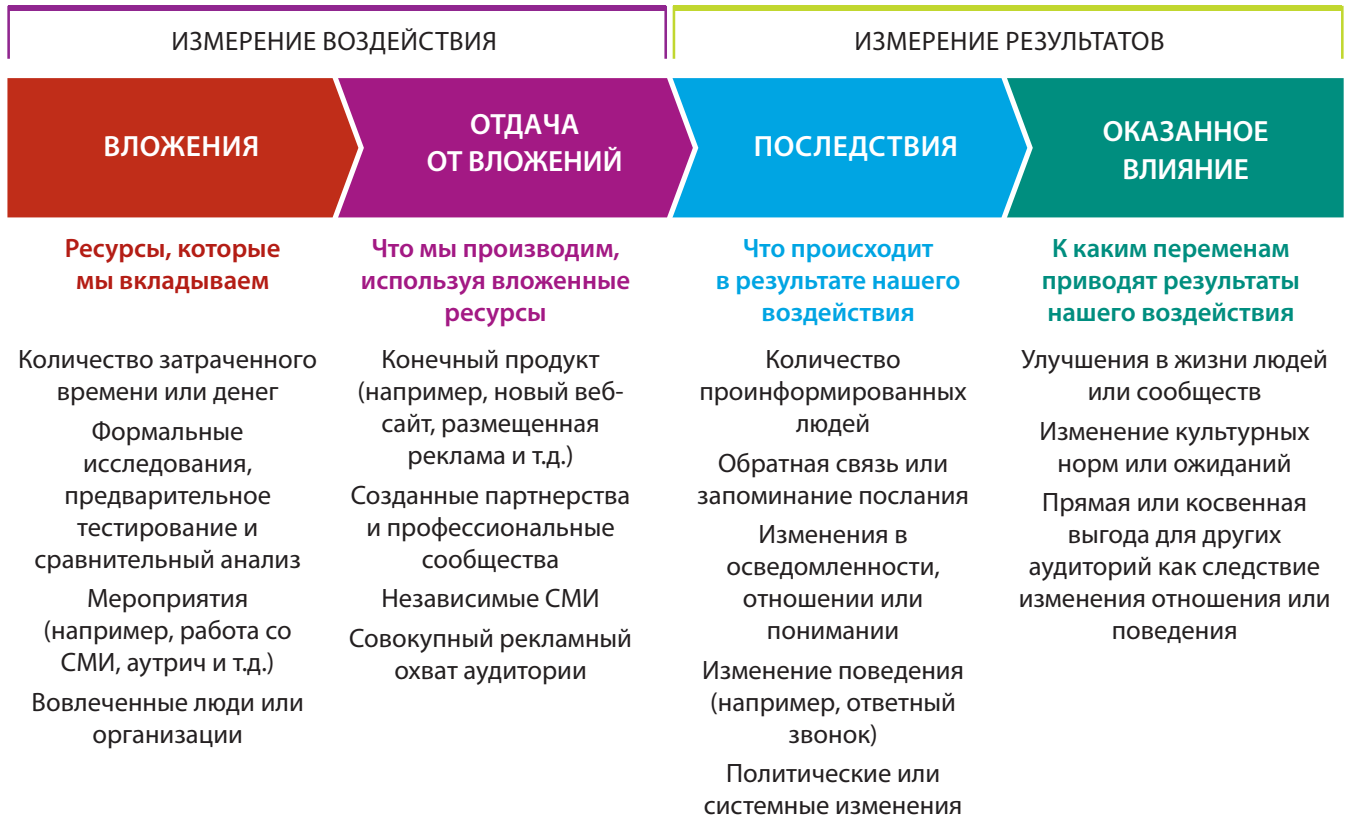 ИЗМЕРЕНИЕ ВОЗДЕЙСТВИЯ
ИЗМЕРЕНИЕ РЕЗУЛЬТАТОВ
ВЛОЖЕНИЯ
ОТДАЧА
ОТ ВЛОЖЕНИЙ
ПОСЛЕДСТВИЯ
ОКАЗАННОЕ
ВЛИЯНИЕ
Ресурсы, которые
мы вкладываем
Количество затраченного
времени или денег
Формальные
исследования,
предварительное
тестирование и
сравнительный анализ
Мероприятия
(например, работа со
СМИ, аутрич и т.д.)
Вовлеченные люди или
организации
Что мы производим,
используя вложенные
ресурсы
Конечный продукт
(например, новый веб-
сайт, размещенная
реклама и т.д.)
Созданные партнерства
и профессиональные
сообщества
Независимые СМИ
Совокупный рекламный
охват аудитории
Что происходит
в результате нашего
воздействия
Количество
проинформированных
людей
Обратная связь или
запоминание послания
Изменения в
осведомленности,
отношении или
понимании
Изменение поведения
(например, ответный
звонок)
Политические или
системные изменения
К каким переменам
приводят результаты
нашего воздействия
Улучшения в жизни людей
или сообществ
Изменение культурных
норм или ожиданий
Прямая или косвенная
выгода для других
аудиторий как следствие
изменения отношения или
поведения